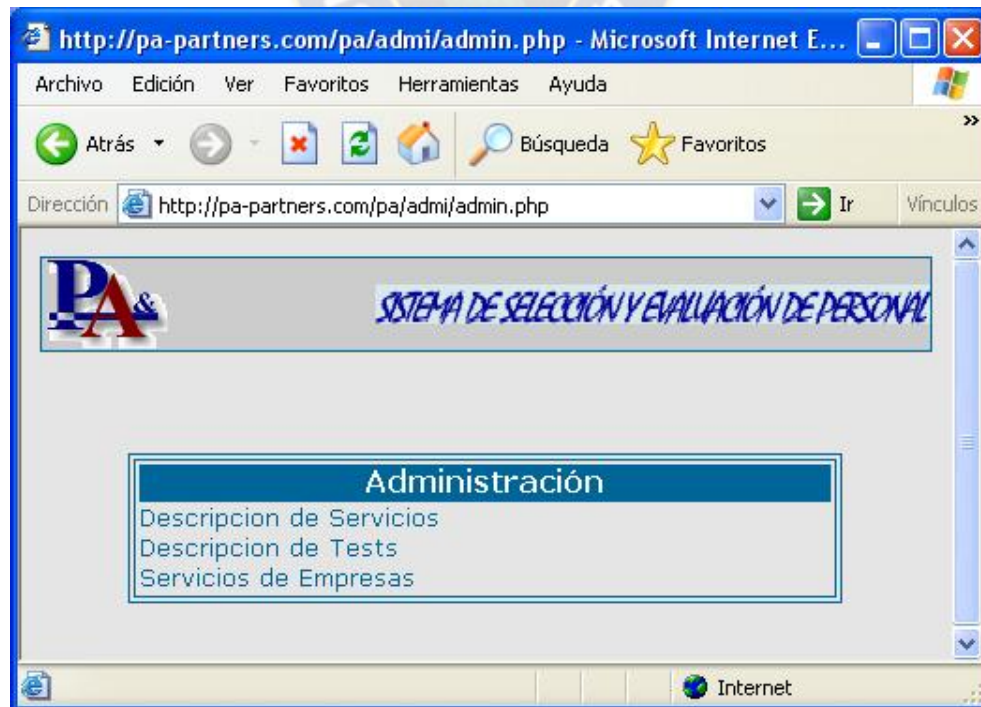 http://pa-partners.com/pa/admi/admin.php - Microsoft Internet E...
Archivo Edición Ver Favoritos Herramientas Ayuda
Atrás Búsqueda Favoritos »
Dirección http://pa-partners.com/pa/admi/admin.php Ir Vínculos
PA& SISTEMA DE SELECCIÓN Y EVALUACIÓN DE PERSONAL
Administración
Descripcion de Servicios
Descripcion de Tests
Servicios de Empresas
Internet